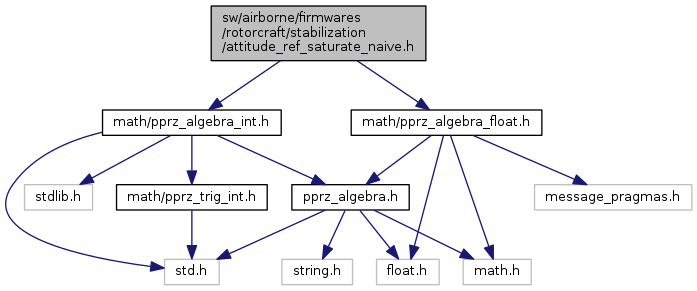 sw/airborne/firmwares
/rotorcraft/stabilization
/attitude_ref_saturate_naive.h
math/pprz_algebra_int.h
math/pprz_algebra_float.h
stdlib.h
math/pprz_trig_int.h
pprz_algebra.h
message_pragmas.h
std.h
string.h
float.h
math.h